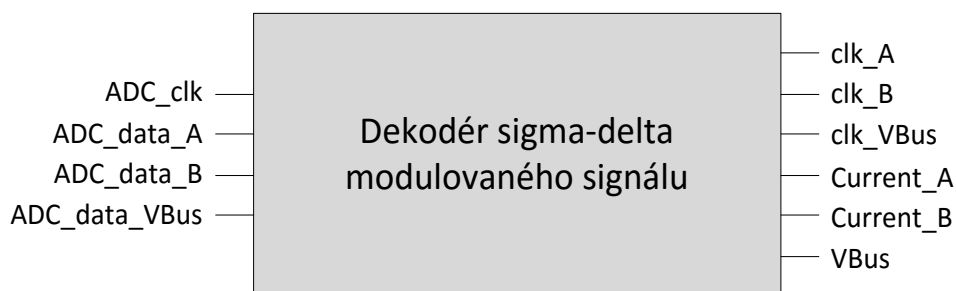 ADC_clk
ADC_data_A
ADC_data_B
ADC_data_VBus
Dekodér sigma-delta
modulovaného signálu
clk_A
clk_B
clk_VBus
Current_A
Current_B
VBus